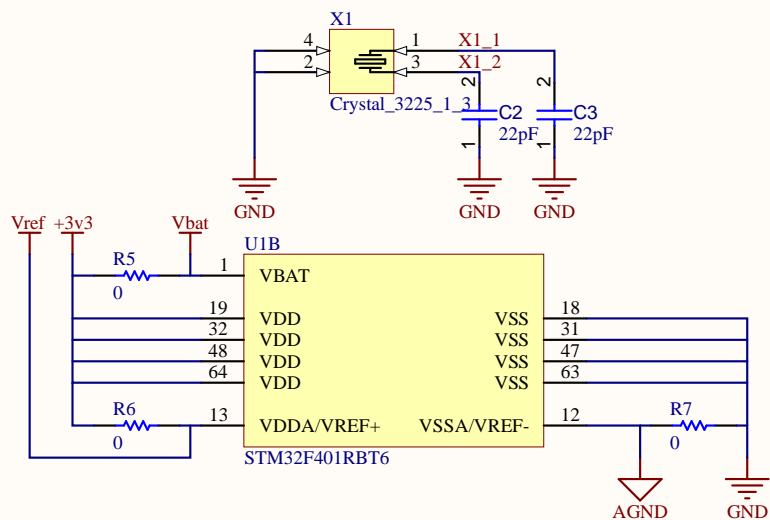 X1
4 1 X1_1
2 3 X1_2
Crystal_3225_1_3
2 2
C2 C3
22pF 22pF
1 1
GND GND GND
Vref +3v3 Vbat
U1B
R5 1 VBAT
0
19 VDD VSS 18
32 VDD VSS 31
48 VDD VSS 47
64 VDD VSS 63
R6 13 VDDA/VREF+ VSSA/VREF- 12 R7
0 0
STM32F401RBT6
AGND GND